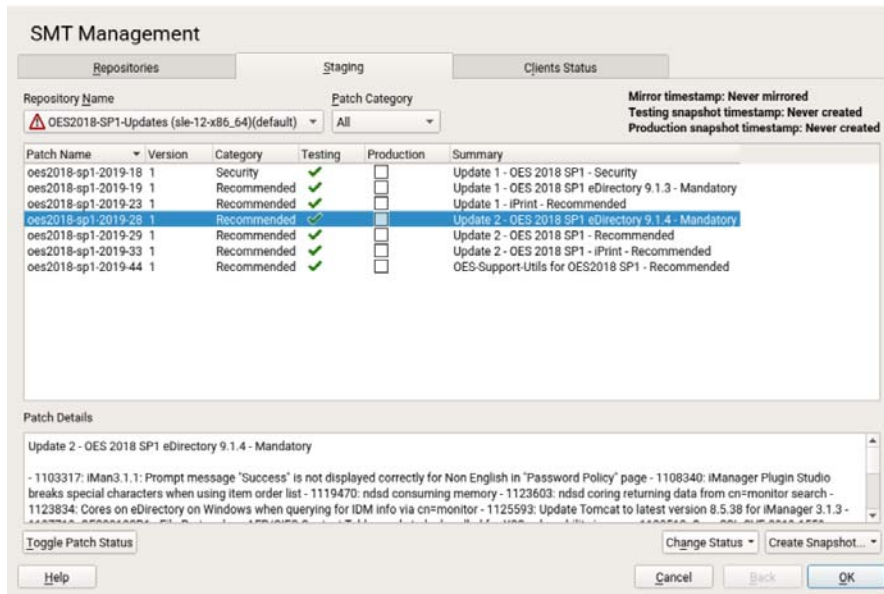 SMT Management
Repositories
Staging
Clients Status
Repository Name
Patch Category
OES2018-SP1-Updates (sle-12-x86_64)(default)
All
Mirror timestamp: Never mirrored
Testing snapshot timestamp: Never created
Production snapshot timestamp: Never created
Patch Name Version Category Testing Production Summary
oes2018-sp1-2019-18 1 Security Update 1 - OES 2018 SP1 - Security
oes2018-sp1-2019-19 1 Recommended Update 1 - OES 2018 SP1 eDirectory 9.1.3 - Mandatory
oes2018-sp1-2019-23 1 Recommended Update 1 - iPrint - Recommended
oes2018-sp1-2019-28 1 Recommended Update 2 - OES 2018 SP1 eDirectory 9.1.4 - Mandatory
oes2018-sp1-2019-29 1 Recommended Update 2 - OES 2018 SP1 - Recommended
oes2018-sp1-2019-33 1 Recommended Update 2 - OES 2018 SP1 - iPrint - Recommended
oes2018-sp1-2019-44 1 Recommended OES-Support-Utils for OES2018 SP1 - Recommended
Patch Details
Update 2 - OES 2018 SP1 eDirectory 9.1.4 - Mandatory
- 1103317: iMan3.1.1: Prompt message "Success" is not displayed correctly for Non English in "Password Policy" page - 1108340: iManager Plugin Studio
breaks special characters when using item order list - 1119470: ndsd consuming memory - 1123603: ndsd coring returning data from cn=monitor search -
1123834: Cores on eDirectory on Windows when querying for IDM info via cn=monitor - 1125593: Update Tomcat to latest version 8.5.38 for iManager 3.1.3 -
Toggle Patch Status
Change Status
Create Snapshot...
Help
Cancel
Back
OK